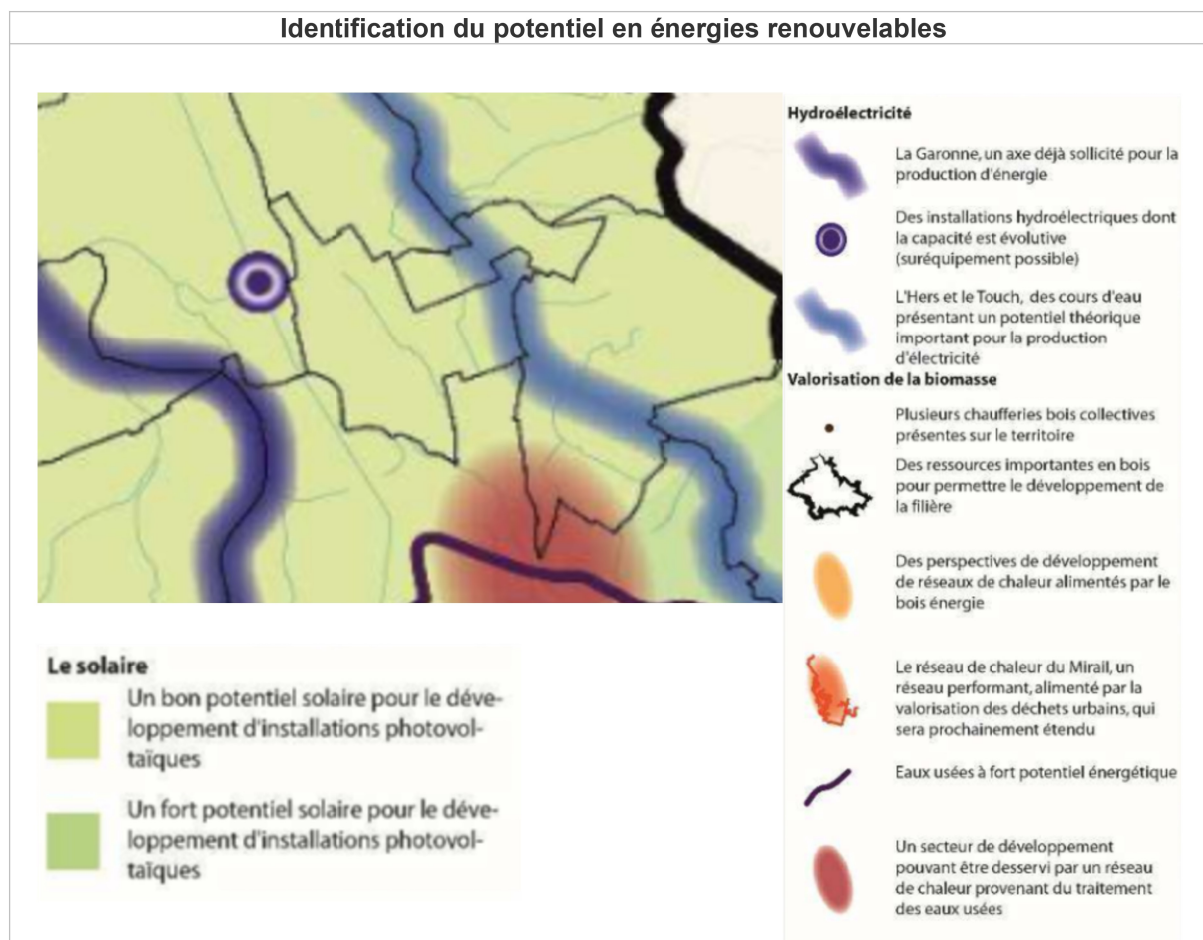 Identification du potentiel en énergies renouvelables
Hydroélectricité
La Garonne, un axe déjà sollicité pour la
production d'énergie
Des installations hydroélectriques dont
la capacité est évolutive
(suréquipement possible)
L'Hers et le Touch, des cours d'eau
présentant un potentiel théorique
important pour la production
d'électricité
Valorisation de la biomasse
Plusieurs chaufferies bois collectives
présentes sur le territoire
Des ressources importantes en bois
pour permettre le développement de
la filière
Des perspectives de développement
de réseaux de chaleur alimentés par le
bois énergie
Le réseau de chaleur du Mirail, un
réseau performant, alimenté par la
valorisation des déchets urbains, qui
sera prochainement étendu
Eaux usées à fort potentiel énergétique
Un secteur de développement
pouvant être desservi par un réseau
de chaleur provenant du traitement
des eaux usées
Le solaire
Un bon potentiel solaire pour le déve-
loppement d'installations photovol-
taïques
Un fort potentiel solaire pour le déve-
loppement d'installations photovol-
taïques